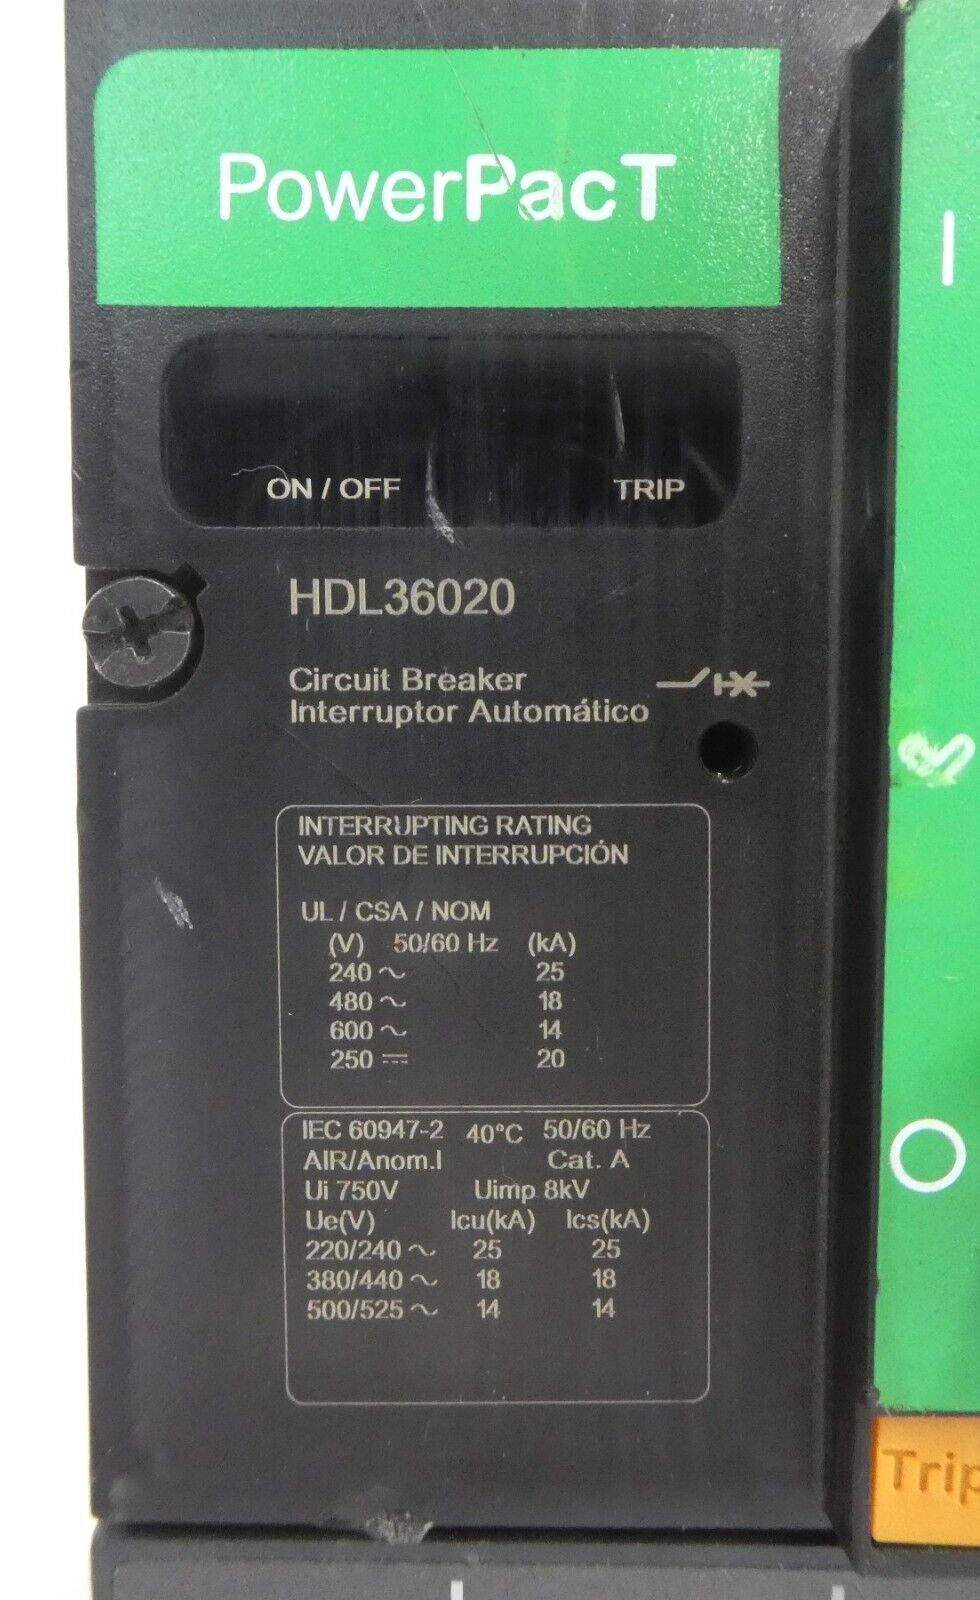 PowerPacT
ON / OFF TRIP
HDL36020
Circuit Breaker
Interruptor Automático
INTERRUPTING RATING
VALOR DE INTERRUPCIÓN
UL / CSA / NOM
(V) 50/60 Hz (kA)
240 ~ 25
480 ~ 18
600 ~ 14
250 ⎓ 20
IEC 60947-2 40°C 50/60 Hz
AIR/Anom.I Cat. A
Ui 750V Uimp 8kV
Ue(V) Icu(kA) Ics(kA)
220/240 ~ 25 25
380/440 ~ 18 18
500/525 ~ 14 14
I
O
Trip